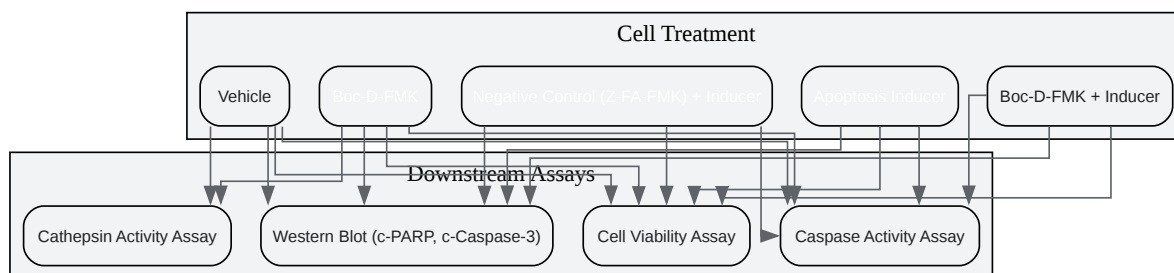 Cell Treatment
Vehicle
Boc-D-FMK
Negative Control (Z-FA-FMK) + Inducer
Apoptosis Inducer
Boc-D-FMK + Inducer
Downstream Assays
Cathepsin Activity Assay
Western Blot (c-PARP, c-Caspase-3)
Cell Viability Assay
Caspase Activity Assay